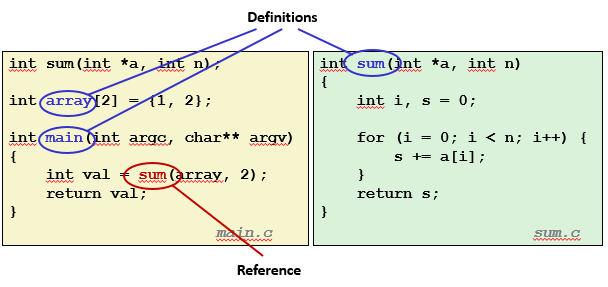 Definitions
int sum(int *a, int n);
int array[2] = {1, 2};
int main(int argc, char** argv)
{
    int val = sum(array, 2);
    return val;
}
main.c
int sum(int *a, int n)
{
    int i, s = 0;
    for (i = 0; i < n; i++) {
        s += a[i];
    }
    return s;
}
sum.c
Reference